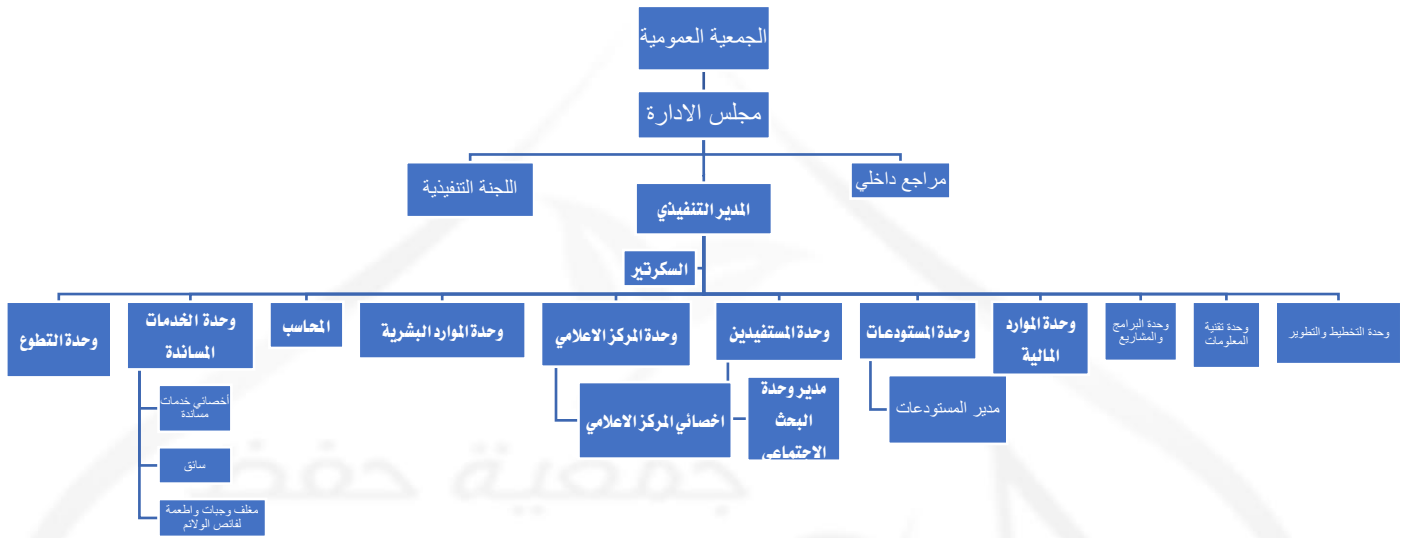 الجمعية العمومية
مجلس الادارة
مراجع داخلي
اللجنة التنفيذية
المدير التنفيذي
السكرتير
وحدة التخطيط والتطوير
وحدة تقنية
المعلومات
وحدة البرامج
والمشاريع
وحدة الموارد
المالية
وحدة المستودعات
وحدة المستفيدين
وحدة المركز الاعلامي
وحدة الموارد البشرية
المحاسب
وحدة الخدمات
المساندة
وحدة التطوع
مدير المستودعات
مدير وحدة
البحث
الاجتماعي
اخصائي المركز الاعلامي
أخصائي خدمات
مساندة
سائق
مغلف وجبات واطعمة
لفائض الولائم
جمعية حفظ